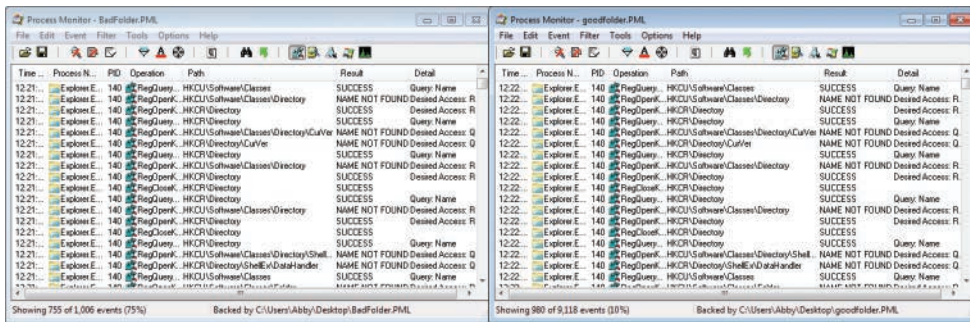 Process Monitor - BadFolder.PML
File Edit Event Filter Tools Options Help
Time ... Process N... PID Operation Path Result Detail
12:21:... Explorer.E... 140 RegQuery... HKCU\Software\Classes SUCCESS Query: Name
12:21:... Explorer.E... 140 RegOpenK... HKCU\Software\Classes\Directory NAME NOT FOUND Desired Access: R
12:21:... Explorer.E... 140 RegOpenK... HKCR\Directory SUCCESS Desired Access: R
12:21:... Explorer.E... 140 RegQuery... HKCR\Directory SUCCESS Query: Name
12:21:... Explorer.E... 140 RegOpenK... HKCU\Software\Classes\Directory\CurVer NAME NOT FOUND Desired Access: Q
12:21:... Explorer.E... 140 RegOpenK... HKCR\Directory\CurVer NAME NOT FOUND Desired Access: Q
12:21:... Explorer.E... 140 RegQuery... HKCR\Directory SUCCESS Query: Name
12:21:... Explorer.E... 140 RegOpenK... HKCU\Software\Classes\Directory NAME NOT FOUND Desired Access: R
12:21:... Explorer.E... 140 RegOpenK... HKCR\Directory SUCCESS Desired Access: R
12:21:... Explorer.E... 140 RegCloseK... HKCR\Directory SUCCESS
12:21:... Explorer.E... 140 RegQuery... HKCR\Directory SUCCESS Query: Name
12:21:... Explorer.E... 140 RegOpenK... HKCU\Software\Classes\Directory NAME NOT FOUND Desired Access: R
12:21:... Explorer.E... 140 RegOpenK... HKCR\Directory SUCCESS Desired Access: R
12:21:... Explorer.E... 140 RegCloseK... HKCR\Directory SUCCESS
12:21:... Explorer.E... 140 RegQuery... HKCR\Directory SUCCESS Query: Name
12:21:... Explorer.E... 140 RegOpenK... HKCU\Software\Classes\Directory\Shell... NAME NOT FOUND Desired Access: Q
12:21:... Explorer.E... 140 RegOpenK... HKCR\Directory\ShellEx\DataHandler NAME NOT FOUND Desired Access: Q
12:21:... Explorer.E... 140 RegQuery... HKCU\Software\Classes SUCCESS Query: Name
Showing 755 of 1,006 events (75%) Backed by C:\Users\Abby\Desktop\BadFolder.PML
Process Monitor - goodfolder.PML
File Edit Event Filter Tools Options Help
Time ... Process N... PID Operation Path Result Detail
12:22:... Explorer.E... 140 RegQuery... HKCU\Software\Classes SUCCESS Query: Name
12:22:... Explorer.E... 140 RegOpenK... HKCU\Software\Classes\Directory NAME NOT FOUND Desired Access: R.
12:22:... Explorer.E... 140 RegOpenK... HKCR\Directory SUCCESS Desired Access: R.
12:22:... Explorer.E... 140 RegQuery... HKCR\Directory SUCCESS Query: Name
12:22:... Explorer.E... 140 RegOpenK... HKCU\Software\Classes\Directory\CurVer NAME NOT FOUND Desired Access: Q.
12:22:... Explorer.E... 140 RegOpenK... HKCR\Directory\CurVer NAME NOT FOUND Desired Access: Q.
12:22:... Explorer.E... 140 RegQuery... HKCR\Directory SUCCESS Query: Name
12:22:... Explorer.E... 140 RegOpenK... HKCU\Software\Classes\Directory NAME NOT FOUND Desired Access: R.
12:22:... Explorer.E... 140 RegOpenK... HKCR\Directory SUCCESS Desired Access: R.
12:22:... Explorer.E... 140 RegCloseK... HKCR\Directory SUCCESS
12:22:... Explorer.E... 140 RegQuery... HKCR\Directory SUCCESS Query: Name
12:22:... Explorer.E... 140 RegOpenK... HKCU\Software\Classes\Directory NAME NOT FOUND Desired Access: R.
12:22:... Explorer.E... 140 RegOpenK... HKCR\Directory SUCCESS Desired Access: R.
12:22:... Explorer.E... 140 RegCloseK... HKCR\Directory SUCCESS
12:22:... Explorer.E... 140 RegQuery... HKCR\Directory SUCCESS Query: Name
12:22:... Explorer.E... 140 RegOpenK... HKCU\Software\Classes\Directory\Shell... NAME NOT FOUND Desired Access: Q.
12:22:... Explorer.E... 140 RegOpenK... HKCR\Directory\ShellEx\DataHandler NAME NOT FOUND Desired Access: Q.
12:22:... Explorer.E... 140 RegQuery... HKCU\Software\Classes SUCCESS Query: Name
Showing 980 of 9,118 events (10%) Backed by C:\Users\Abby\Desktop\goodfolder.PML